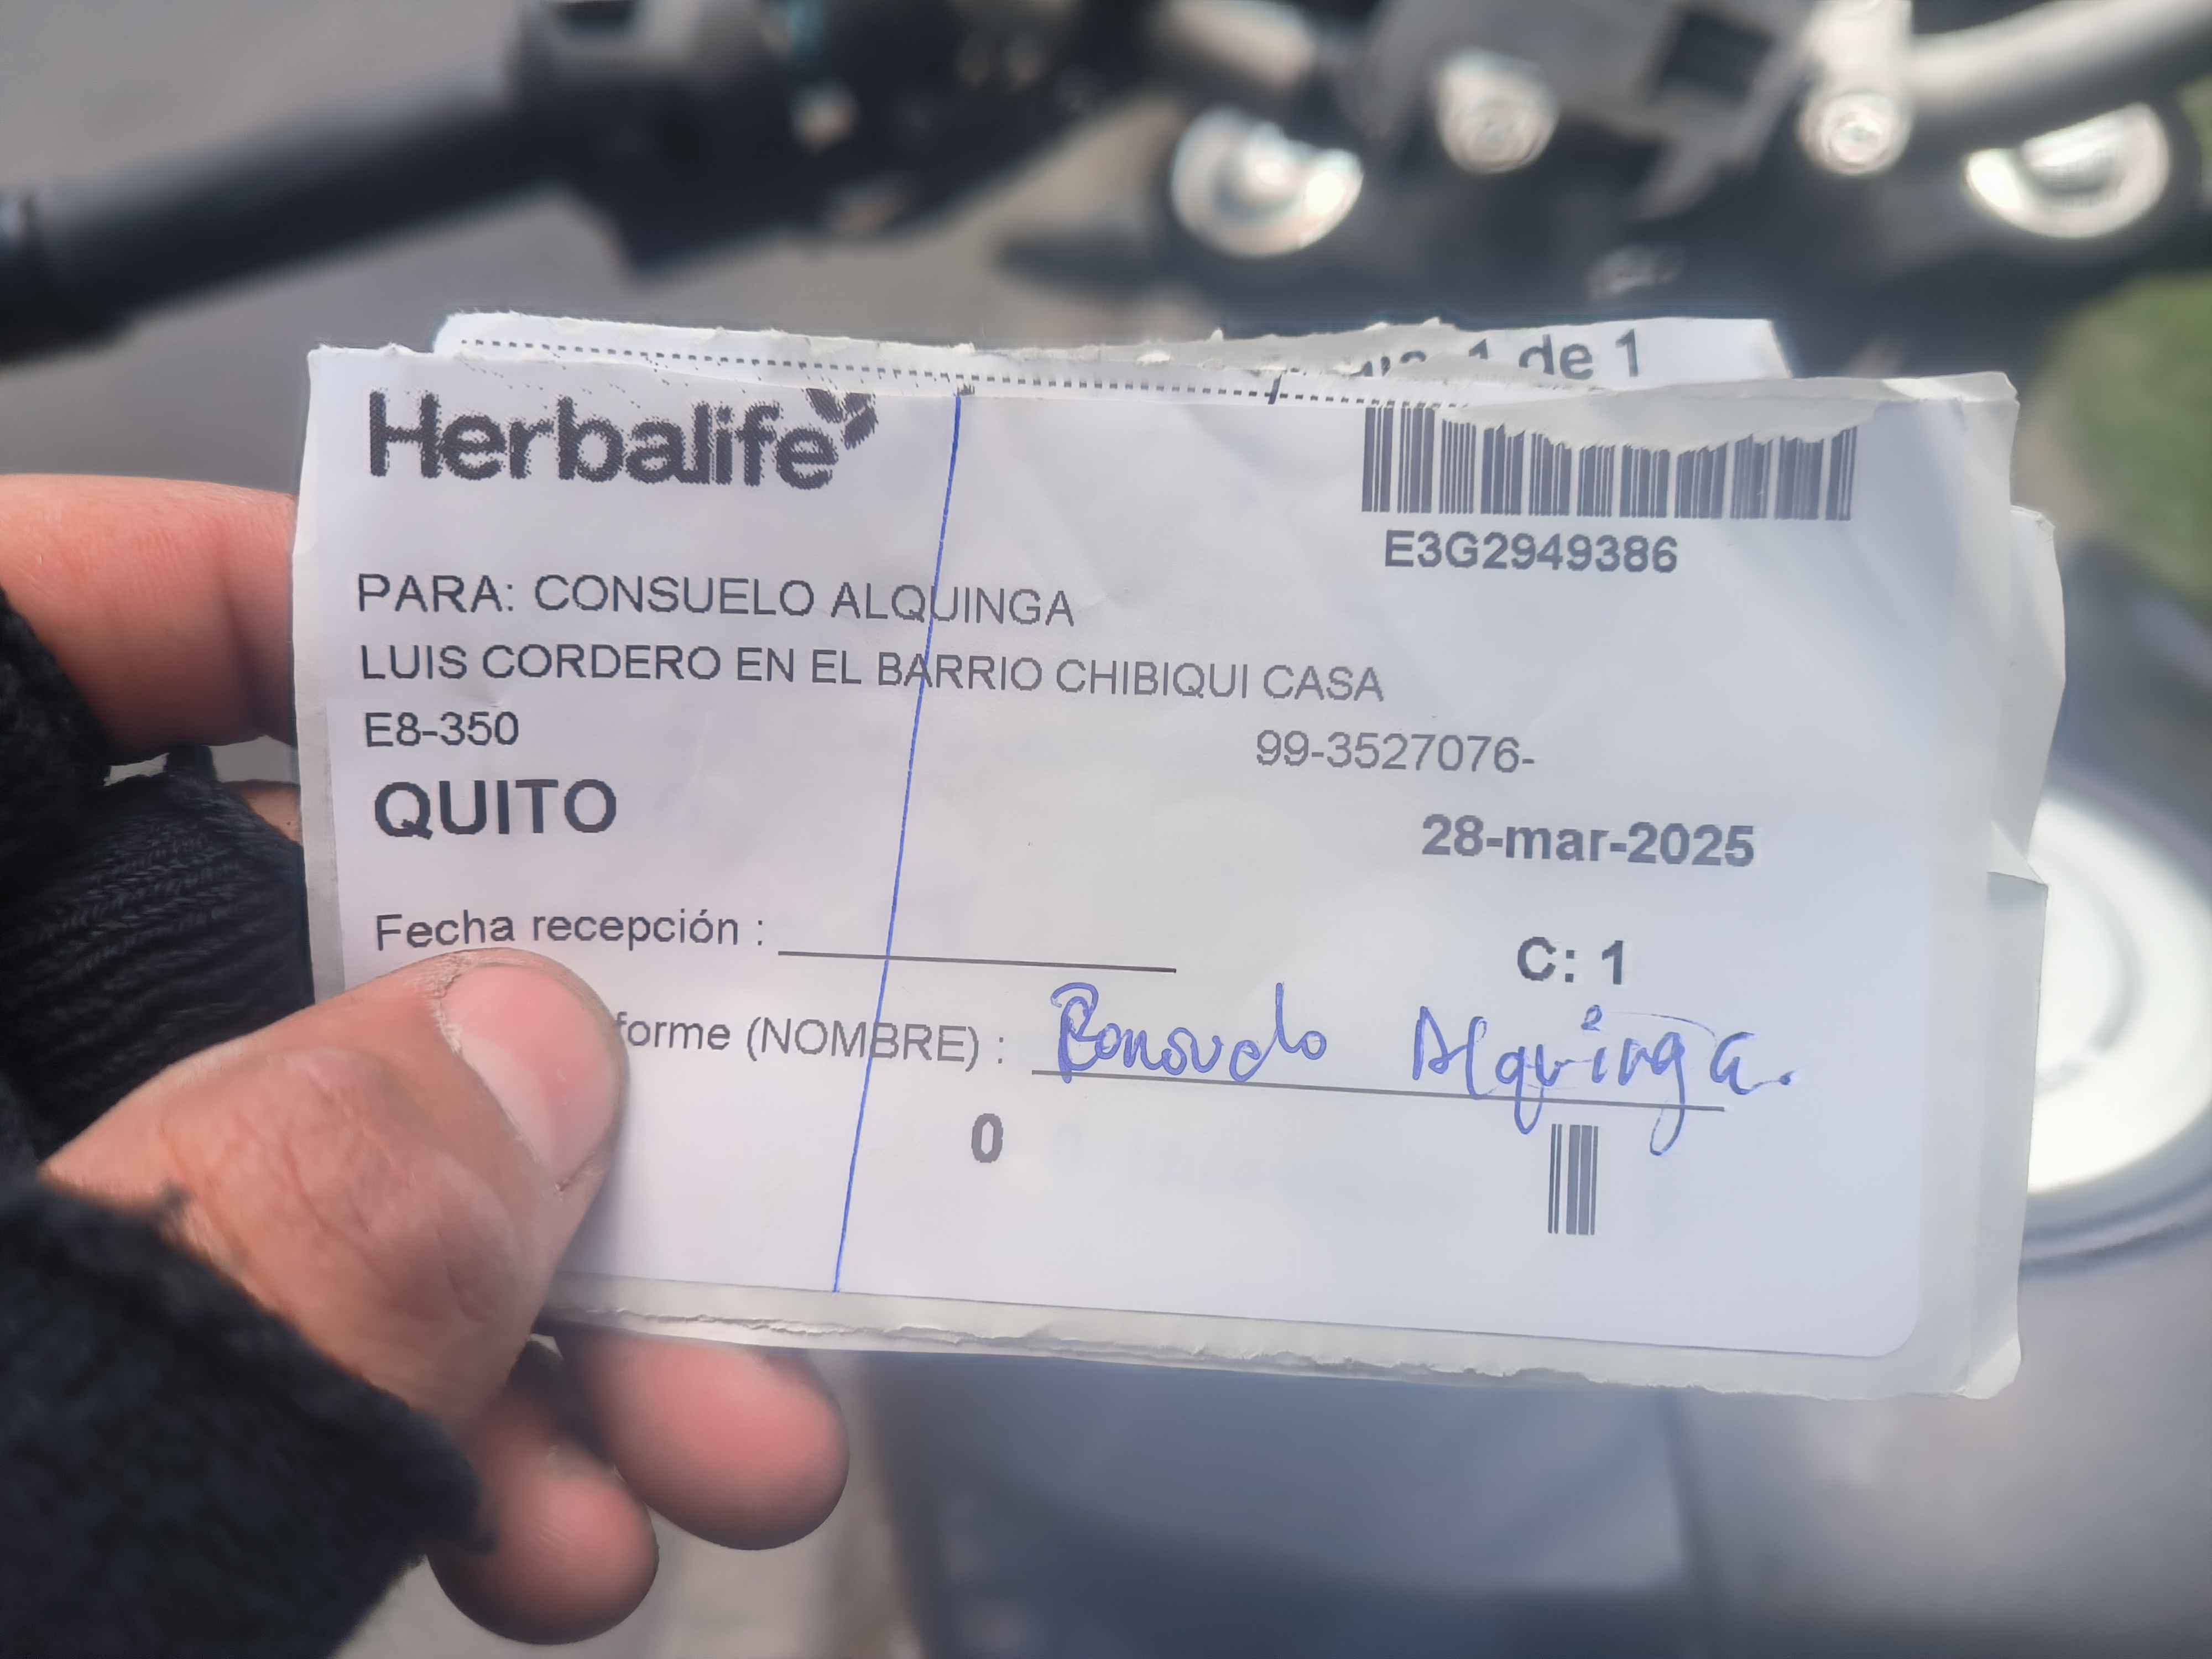 1 de 1
Herbalife
E3G2949386
PARA: CONSUELO ALQUINGA
LUIS CORDERO EN EL BARRIO CHIBIQUI CASA
E8-350
99-3527076-
QUITO
28-mar-2025
Fecha recepción :
C: 1
forme (NOMBRE) : Consuelo Alquinga.
0